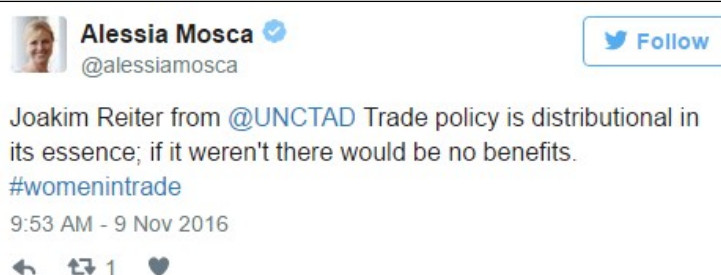 Alessia Mosca
@alessiamosca
Follow
Joakim Reiter from @UNCTAD Trade policy is distributional in
its essence; if it weren't there would be no benefits.
#womenintrade
9:53 AM - 9 Nov 2016
1